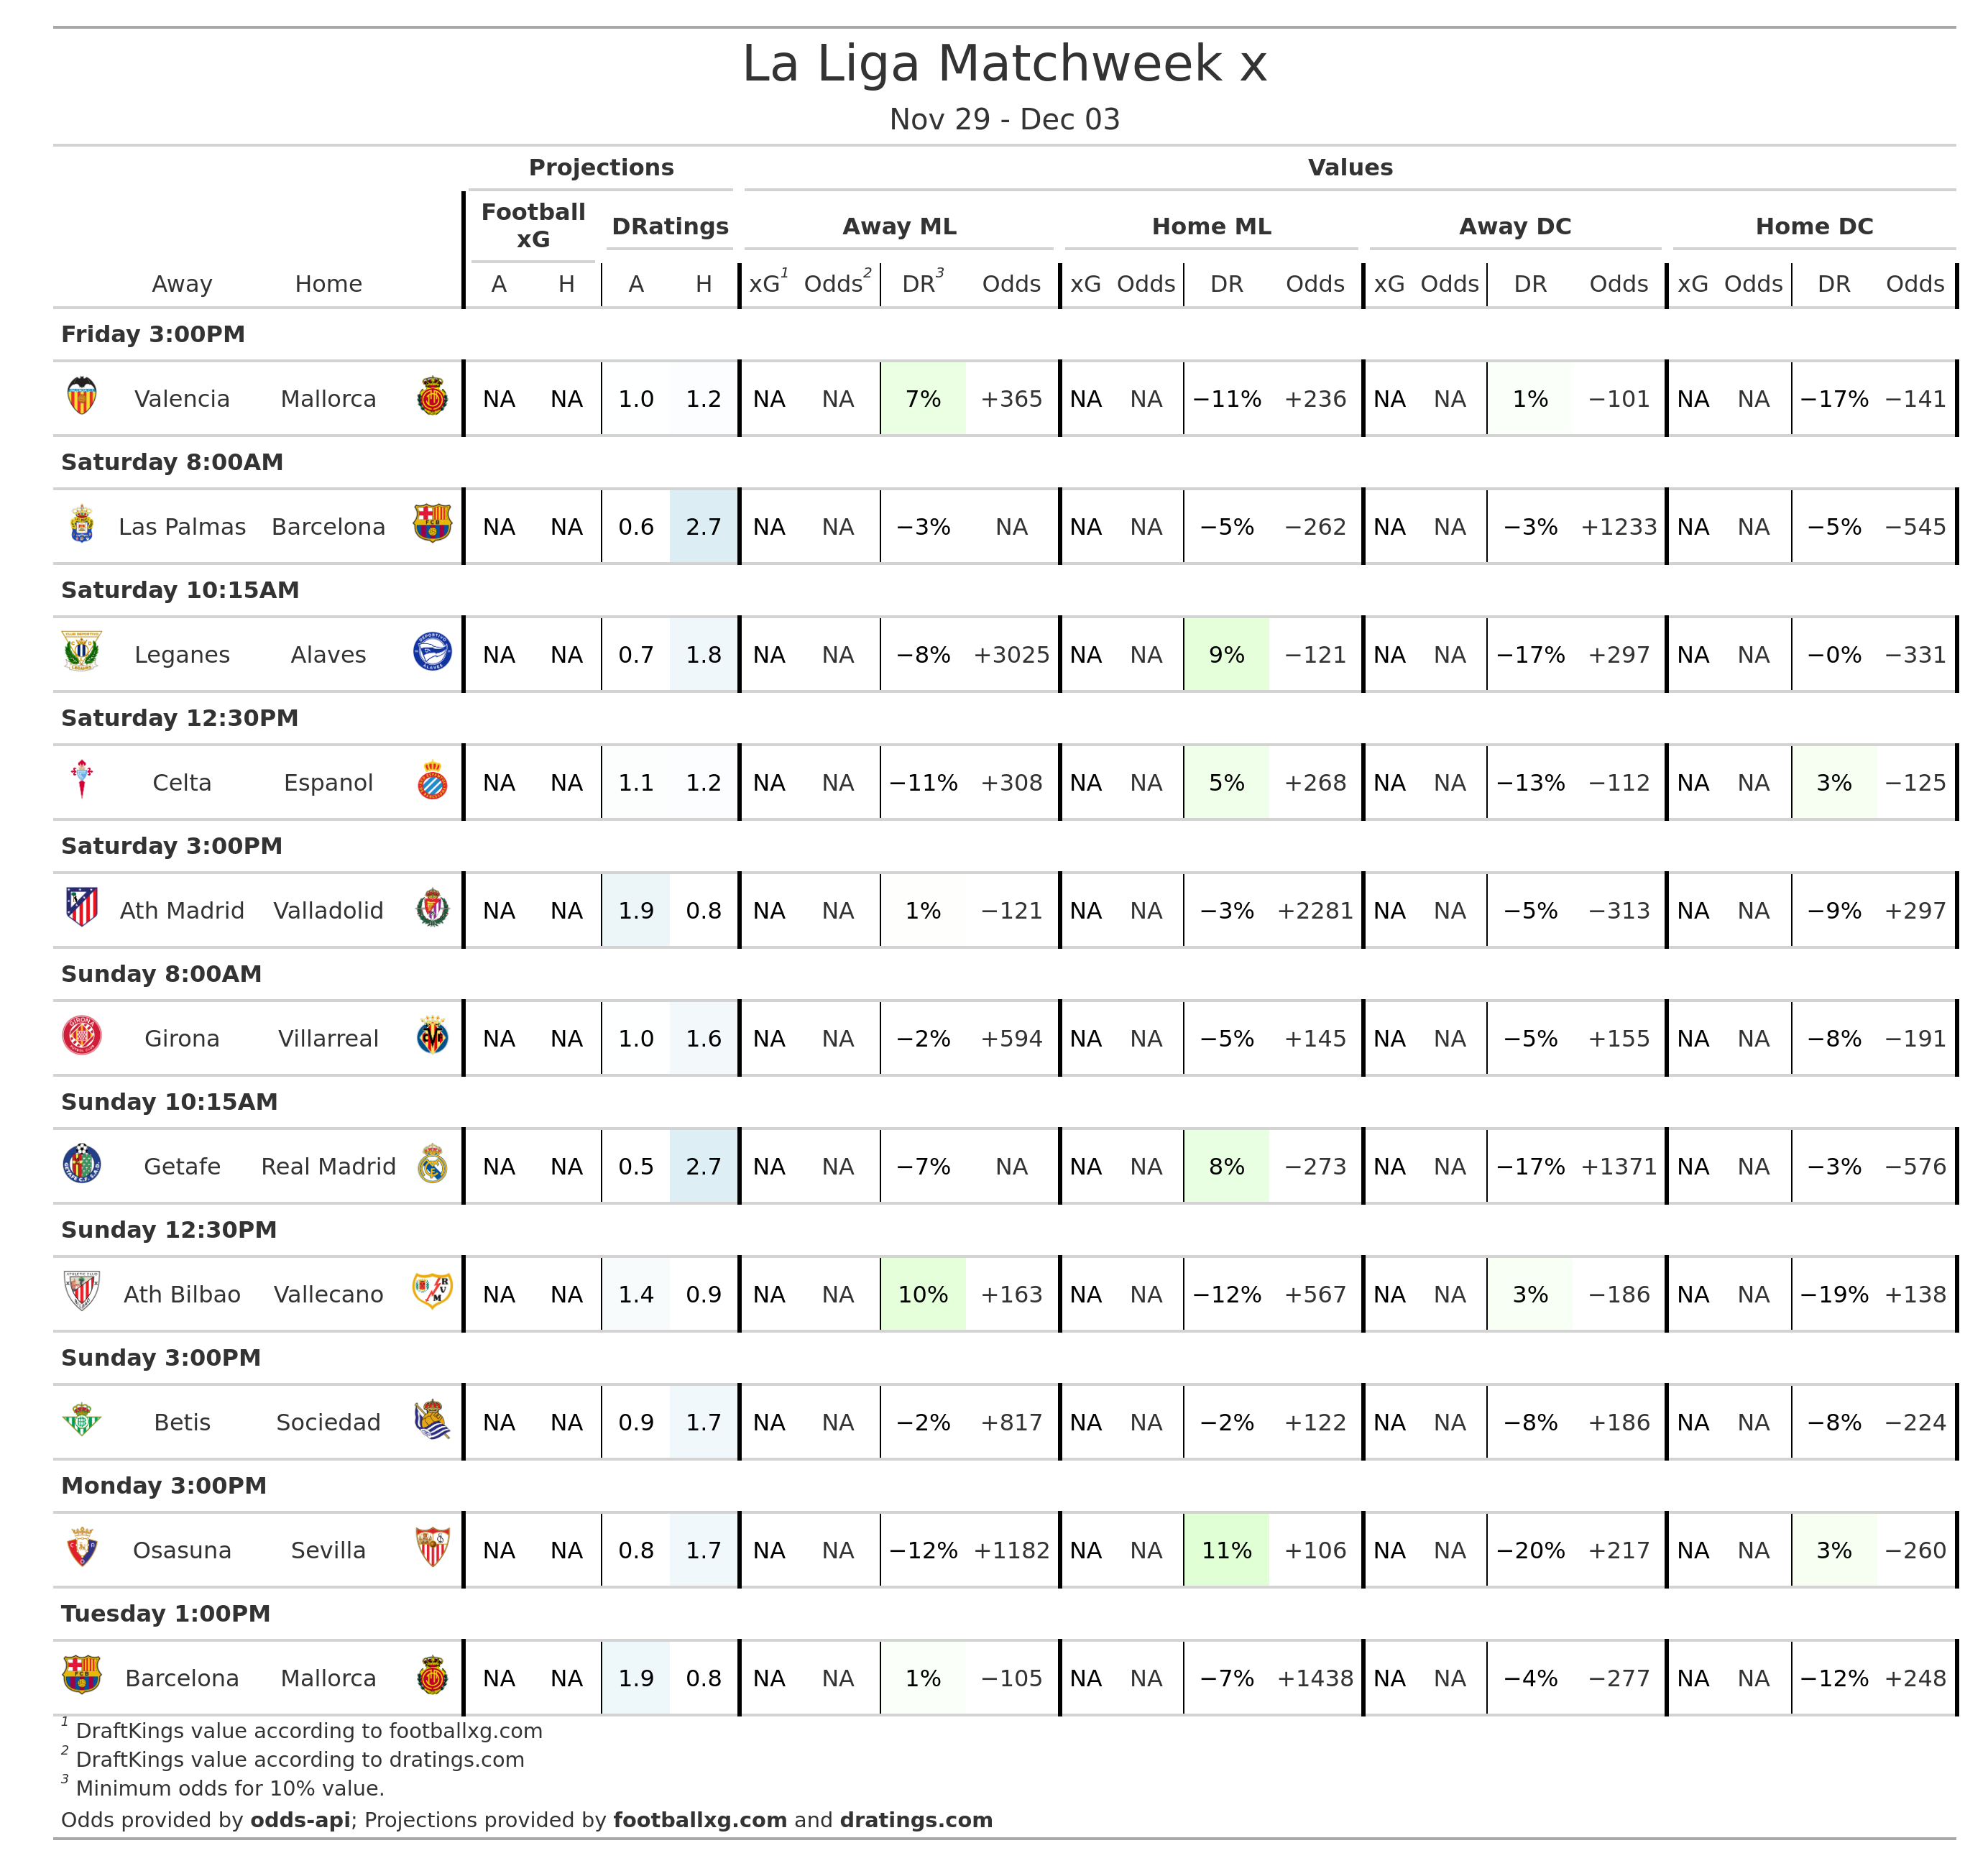 La Liga Matchweek x
Nov 29 - Dec 03
Projections Values
Football xG DRatings Away ML Home ML Away DC Home DC
Away Home A H A H xG1 Odds2 DR3 Odds xG Odds DR Odds xG Odds DR Odds xG Odds DR Odds
Friday 3:00PM
Valencia Mallorca NA NA 1.0 1.2 NA NA 7% +365 NA NA −11% +236 NA NA 1% −101 NA NA −17% −141
Saturday 8:00AM
Las Palmas Barcelona NA NA 0.6 2.7 NA NA −3% NA NA NA −5% −262 NA NA −3% +1233 NA NA −5% −545
Saturday 10:15AM
Leganes Alaves NA NA 0.7 1.8 NA NA −8% +3025 NA NA 9% −121 NA NA −17% +297 NA NA −0% −331
Saturday 12:30PM
Celta Espanol NA NA 1.1 1.2 NA NA −11% +308 NA NA 5% +268 NA NA −13% −112 NA NA 3% −125
Saturday 3:00PM
Ath Madrid Valladolid NA NA 1.9 0.8 NA NA 1% −121 NA NA −3% +2281 NA NA −5% −313 NA NA −9% +297
Sunday 8:00AM
Girona Villarreal NA NA 1.0 1.6 NA NA −2% +594 NA NA −5% +145 NA NA −5% +155 NA NA −8% −191
Sunday 10:15AM
Getafe Real Madrid NA NA 0.5 2.7 NA NA −7% NA NA NA 8% −273 NA NA −17% +1371 NA NA −3% −576
Sunday 12:30PM
Ath Bilbao Vallecano NA NA 1.4 0.9 NA NA 10% +163 NA NA −12% +567 NA NA 3% −186 NA NA −19% +138
Sunday 3:00PM
Betis Sociedad NA NA 0.9 1.7 NA NA −2% +817 NA NA −2% +122 NA NA −8% +186 NA NA −8% −224
Monday 3:00PM
Osasuna Sevilla NA NA 0.8 1.7 NA NA −12% +1182 NA NA 11% +106 NA NA −20% +217 NA NA 3% −260
Tuesday 1:00PM
Barcelona Mallorca NA NA 1.9 0.8 NA NA 1% −105 NA NA −7% +1438 NA NA −4% −277 NA NA −12% +248
1 DraftKings value according to footballxg.com
2 DraftKings value according to dratings.com
3 Minimum odds for 10% value.
Odds provided by odds-api; Projections provided by footballxg.com and dratings.com